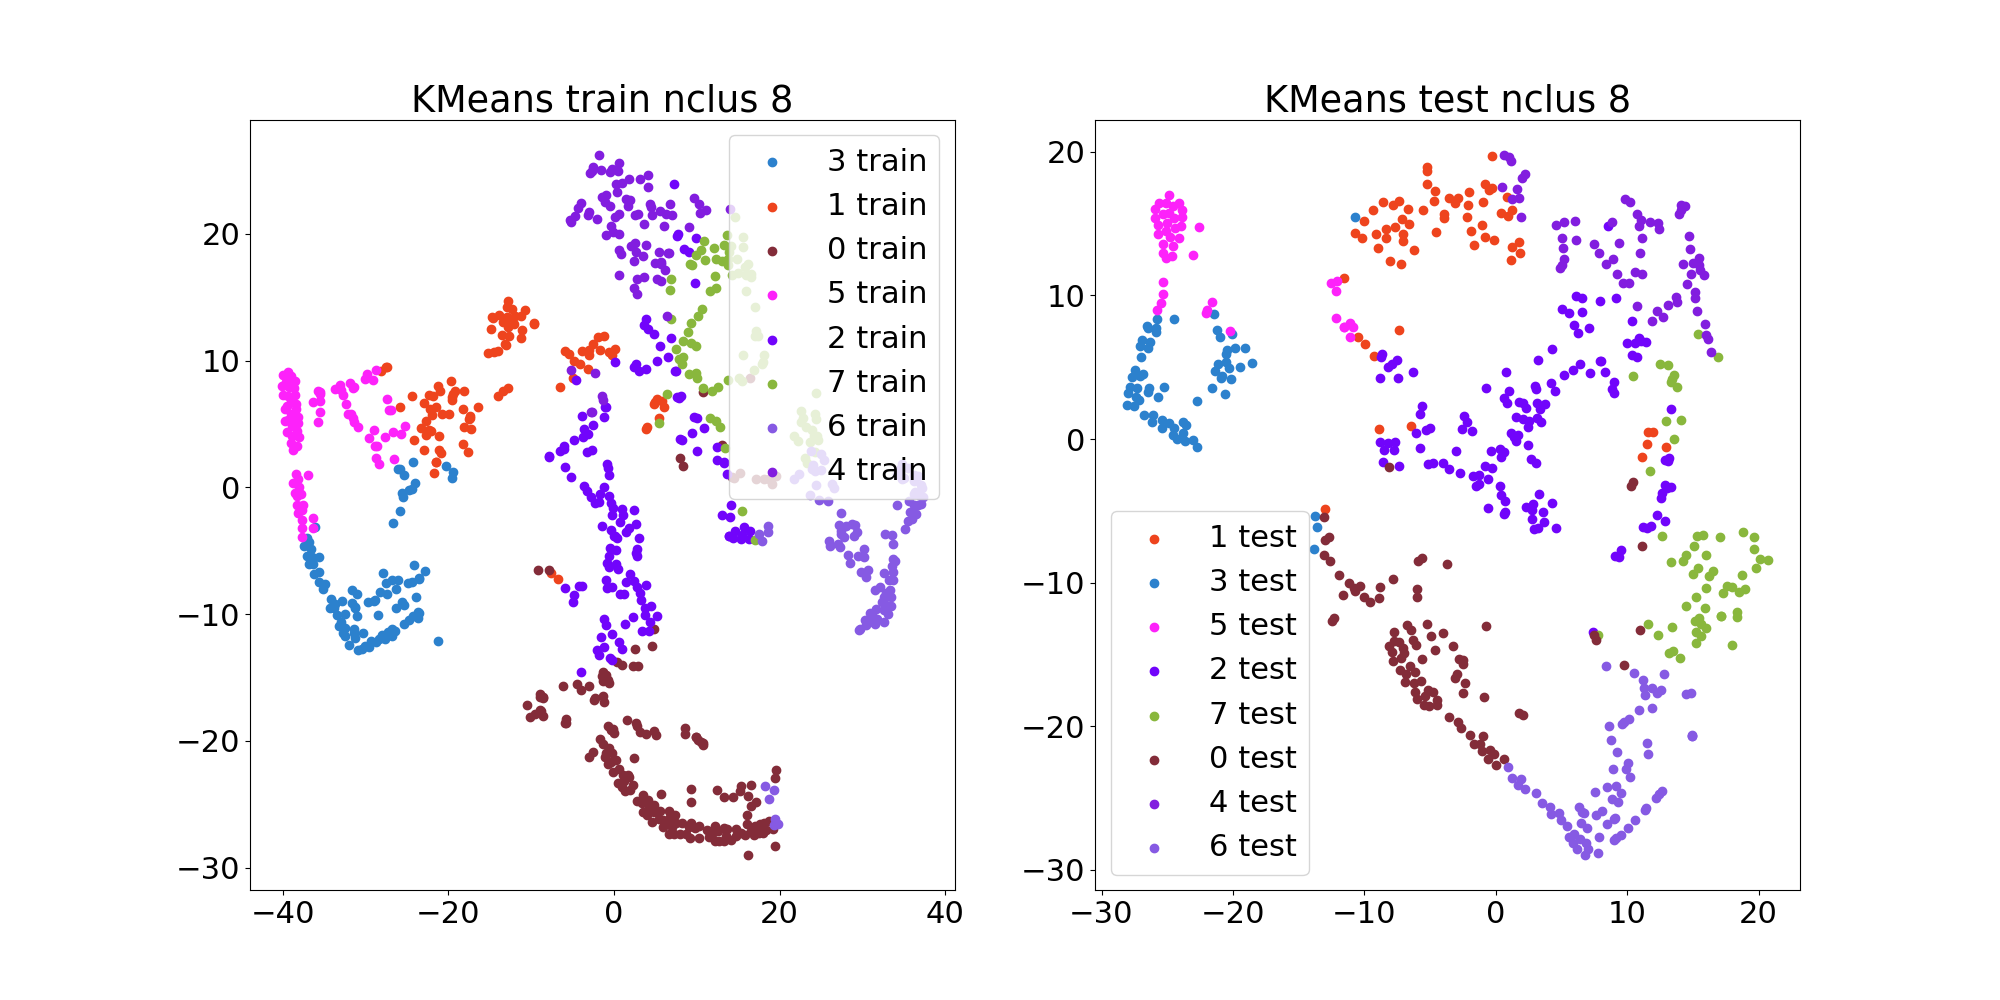 KMeans train nclus 8
20
10
0
−10
−20
−30
−40
−20
0
20
40
3 train
1 train
0 train
5 train
2 train
7 train
6 train
4 train
KMeans test nclus 8
20
10
0
−10
−20
−30
−30
−20
−10
0
10
20
1 test
3 test
5 test
2 test
7 test
0 test
4 test
6 test